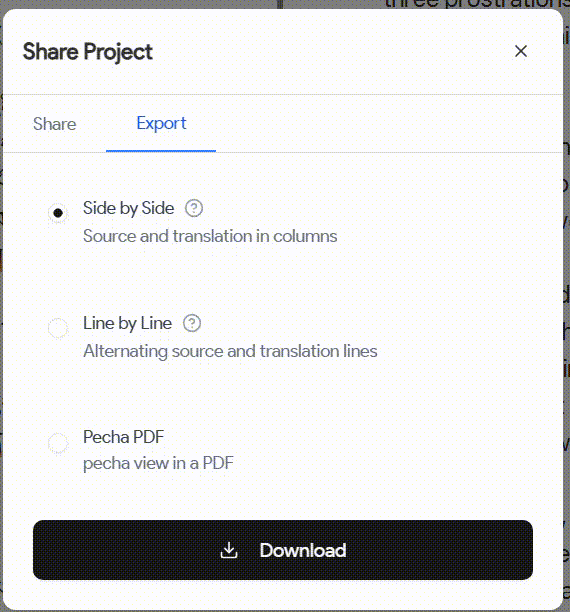 three prostrations
Share Project
Share
Export
Side by Side
Source and translation in columns
Line by Line
Alternating source and translation lines
Pecha PDF
pecha view in a PDF
Download